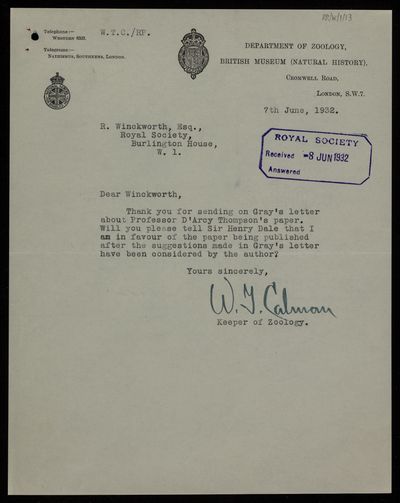 RR/W/1/13
Telephone:—
Western 6323.
Telegrams:—
Nathismus, Southkens, London.
W.T.C./HP.
DEPARTMENT OF ZOOLOGY,
BRITISH MUSEUM (NATURAL HISTORY),
Cromwell Road,
London, S.W.7.
7th June, 1932.
R. Winckworth, Esq.,
Royal Society,
Burlington House,
W. 1.
ROYAL SOCIETY
Received -8 JUN 1932
Answered
Dear Winckworth,
Thank you for sending on Gray's letter
about Professor D'Arcy Thompson's paper.
Will you please tell Sir Henry Dale that I
am in favour of the paper being published
after the suggestions made in Gray's letter
have been considered by the author?
Yours sincerely,
W. T. Calman
Keeper of Zoology.